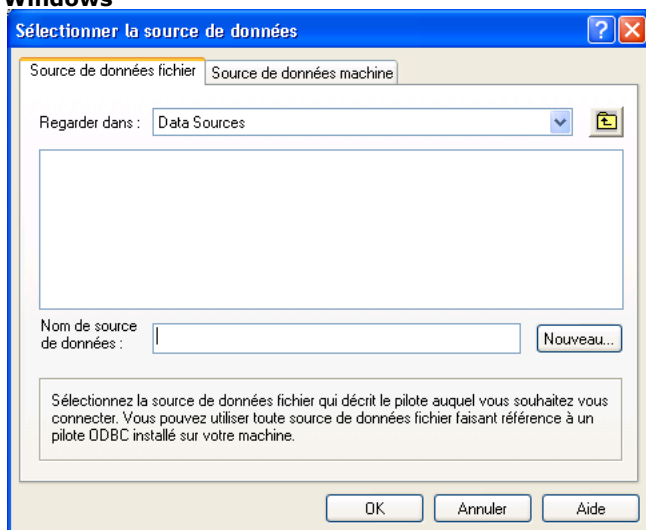 Windows
Sélectionner la source de données
Source de données fichier Source de données machine
Regarder dans : Data Sources
Nom de source
de données :
Nouveau...
Sélectionnez la source de données fichier qui décrit le pilote auquel vous souhaitez vous
connecter. Vous pouvez utiliser toute source de données fichier faisant référence à un
pilote ODBC installé sur votre machine.
OK Annuler Aide